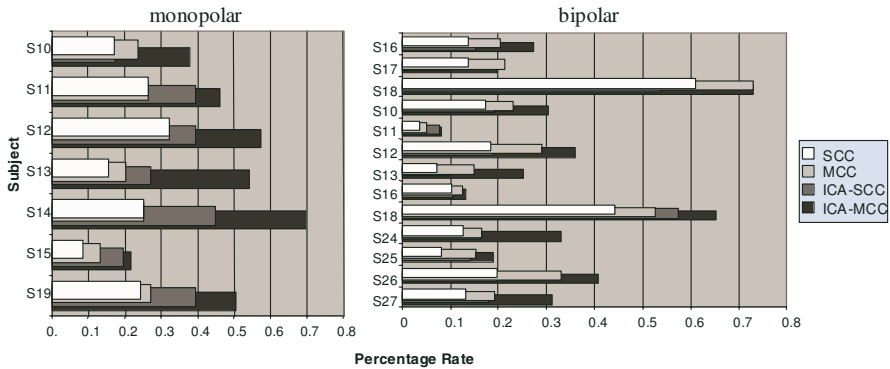 monopolar
bipolar
Subject
S10
S11
S12
S13
S14
S15
S19
0. 0.1 0.2 0.3 0.4 0.5 0.6 0.7 0.8
S16
S17
S18
S10
S11
S12
S13
S16
S18
S24
S25
S26
S27
0 0.1 0.2 0.3 0.4 0.5 0.6 0.7 0.8
SCC
MCC
ICA-SCC
ICA-MCC
Percentage Rate